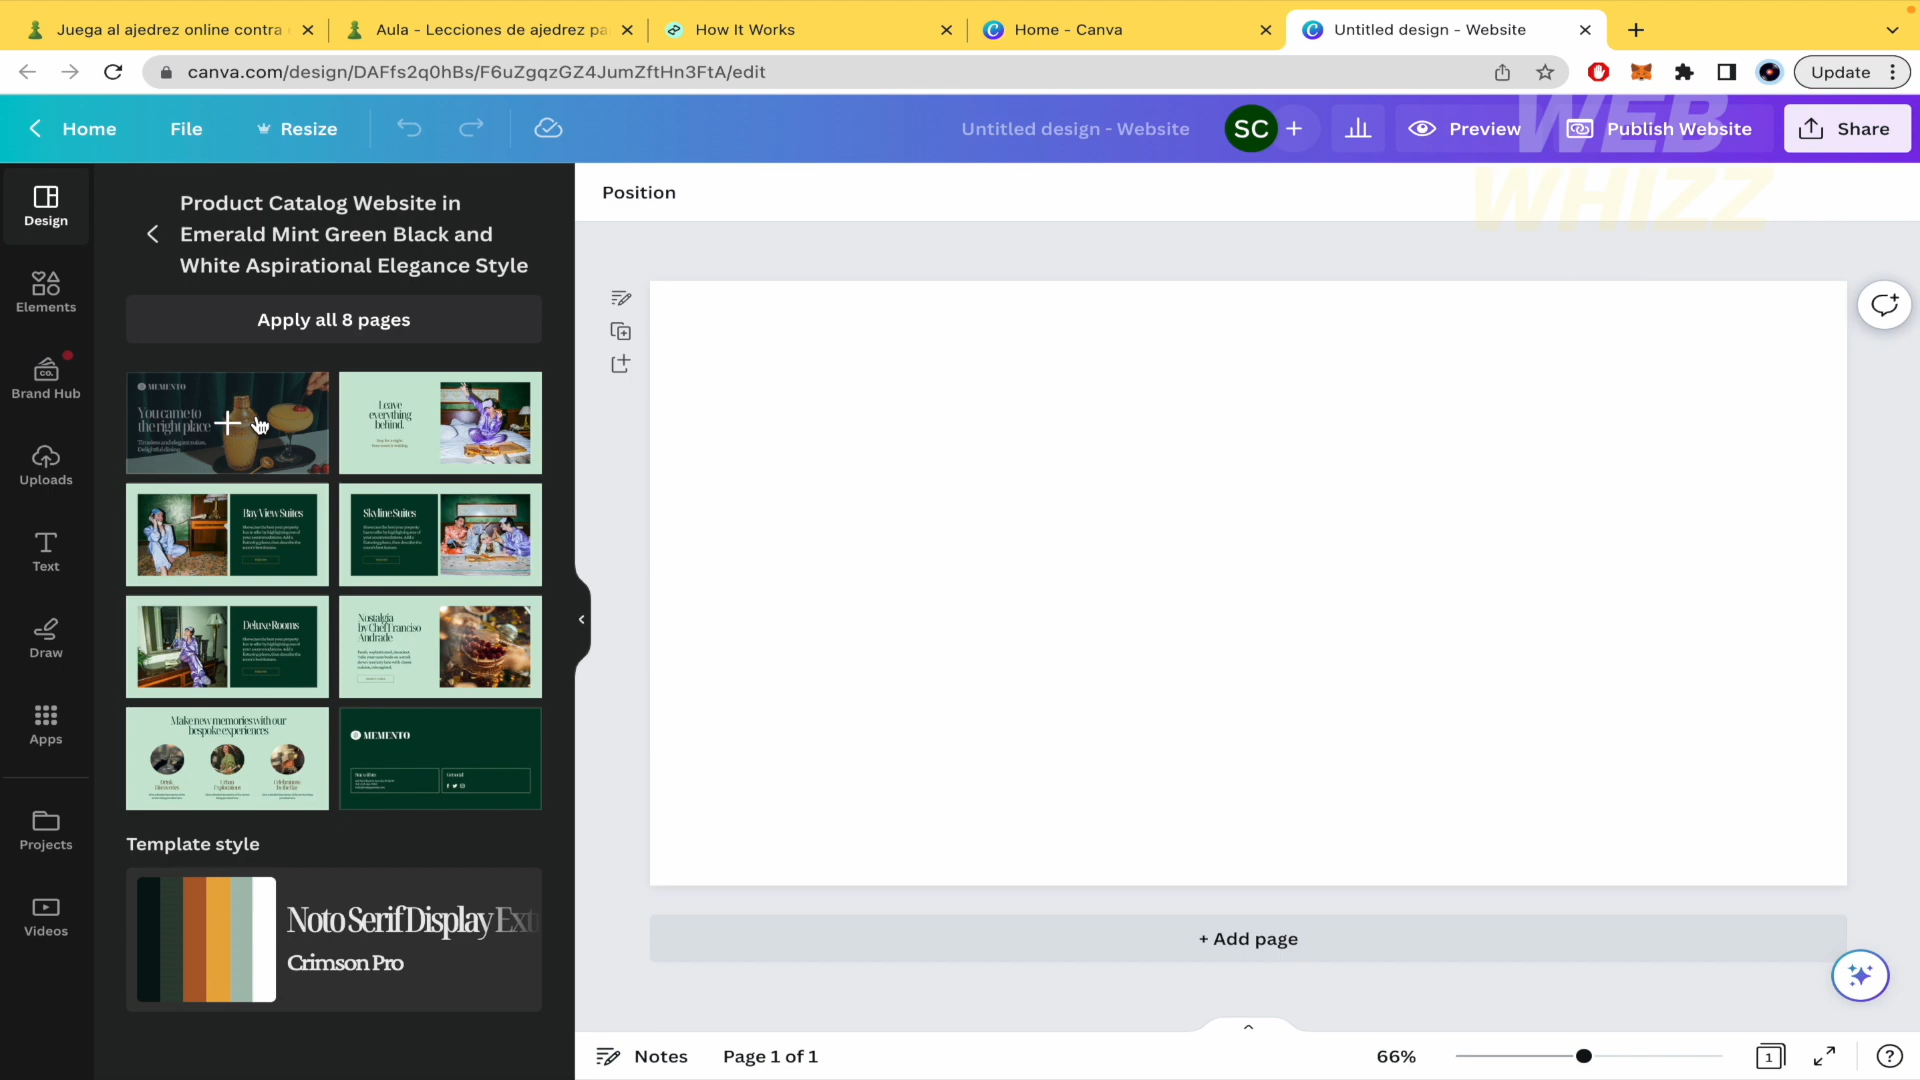 Juega al ajedrez online contra
Aula - Lecciones de ajedrez pa
How It Works
Home - Canva
Untitled design - Website
canva.com/design/DAFfs2q0hBs/F6uZgqzGZ4JumZftHn3FtA/edit
Update
Home
File
Resize
Untitled design - Website
SC
Preview
Publish Website
Share
WEB
WHIZZ
Design
Elements
Brand Hub
Uploads
Text
Draw
Apps
Projects
Videos
Product Catalog Website in
Emerald Mint Green Black and
White Aspirational Elegance Style
Apply all 8 pages
MEMENTO
You came to
the right place
Leave
everything
behind.
Bay View Suites
Skyline Suites
Deluxe Rooms
Nostalgia
by Chef Franciso
Andrade
Make new memories with our
bespoke experiences
MEMENTO
Template style
Noto Serif Display Ext
Crimson Pro
Position
+ Add page
Notes
Page 1 of 1
66%
1